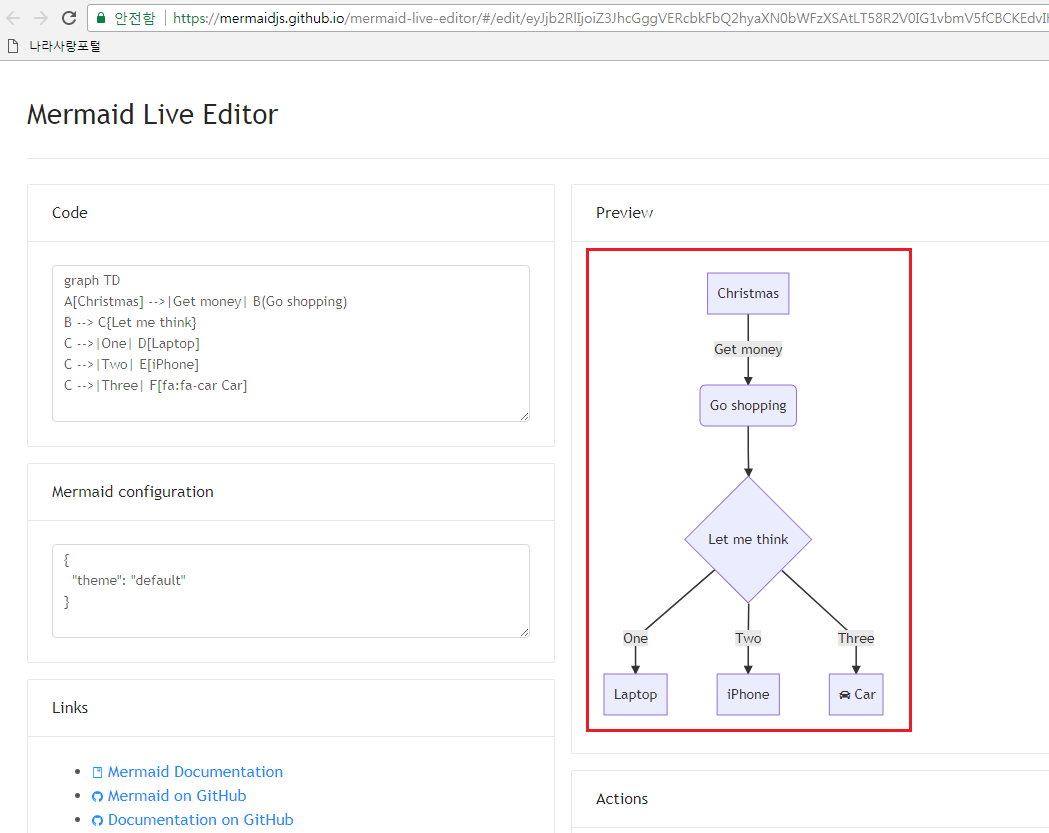 안전함 https://mermaidjs.github.io/mermaid-live-editor/#/edit/
나라사랑포털
Mermaid Live Editor
Code
graph TD
A[Christmas] -->|Get money| B(Go shopping)
B --> C{Let me think}
C -->|One| D[Laptop]
C -->|Two| E[iPhone]
C -->|Three| F[fa:fa-car Car]
Mermaid configuration
{
"theme": "default"
}
Links
Mermaid Documentation
Mermaid on GitHub
Documentation on GitHub
Preview
Christmas
Get money
Go shopping
Let me think
One Two Three
Laptop iPhone Car
Actions